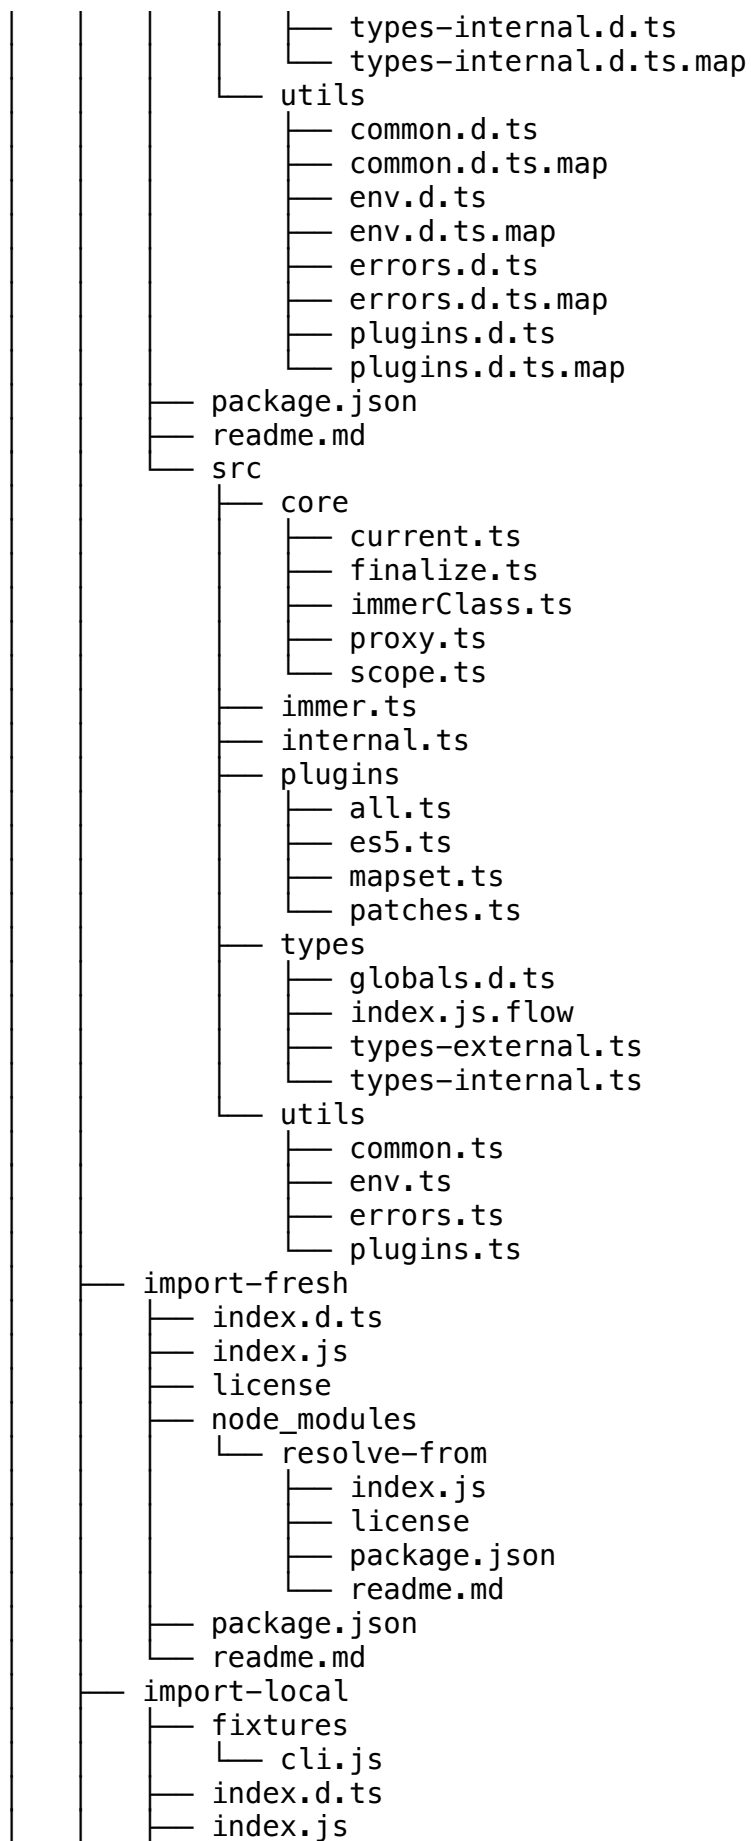 │   │   │   │   ├── types-internal.d.ts
│   │   │   │   └── types-internal.d.ts.map
│   │   │   └── utils
│   │   │       ├── common.d.ts
│   │   │       ├── common.d.ts.map
│   │   │       ├── env.d.ts
│   │   │       ├── env.d.ts.map
│   │   │       ├── errors.d.ts
│   │   │       ├── errors.d.ts.map
│   │   │       ├── plugins.d.ts
│   │   │       └── plugins.d.ts.map
│   │   ├── package.json
│   │   ├── readme.md
│   │   └── src
│   │       ├── core
│   │       │   ├── current.ts
│   │       │   ├── finalize.ts
│   │       │   ├── immerClass.ts
│   │       │   ├── proxy.ts
│   │       │   └── scope.ts
│   │       ├── immer.ts
│   │       ├── internal.ts
│   │       ├── plugins
│   │       │   ├── all.ts
│   │       │   ├── es5.ts
│   │       │   ├── mapset.ts
│   │       │   └── patches.ts
│   │       ├── types
│   │       │   ├── globals.d.ts
│   │       │   ├── index.js.flow
│   │       │   ├── types-external.ts
│   │       │   └── types-internal.ts
│   │       └── utils
│   │           ├── common.ts
│   │           ├── env.ts
│   │           ├── errors.ts
│   │           └── plugins.ts
│   ├── import-fresh
│   │   ├── index.d.ts
│   │   ├── index.js
│   │   ├── license
│   │   ├── node_modules
│   │   │   └── resolve-from
│   │   │       ├── index.js
│   │   │       ├── license
│   │   │       ├── package.json
│   │   │       └── readme.md
│   │   ├── package.json
│   │   └── readme.md
│   ├── import-local
│   │   ├── fixtures
│   │   │   └── cli.js
│   │   ├── index.d.ts
│   │   ├── index.js